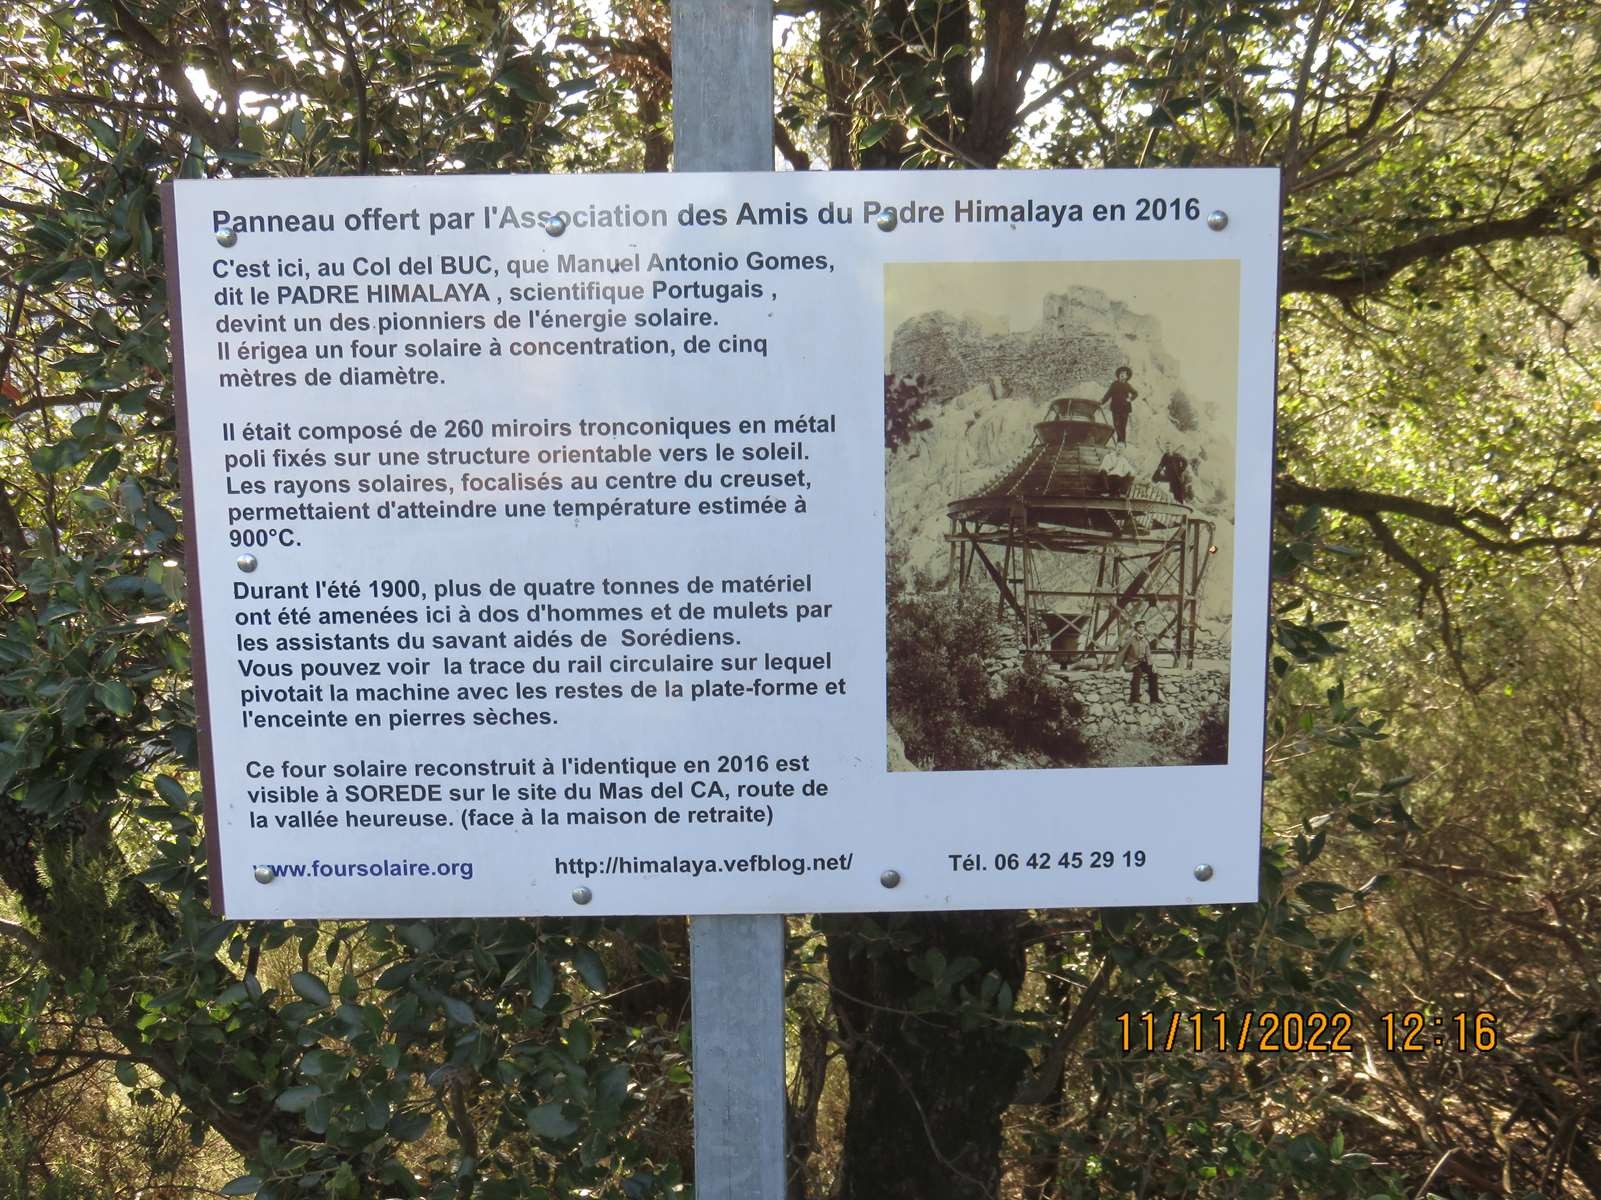 Panneau offert par l'Association des Amis du Padre Himalaya en 2016
C'est ici, au Col del BUC, que Manuel Antonio Gomes,
dit le PADRE HIMALAYA , scientifique Portugais ,
devint un des pionniers de l'énergie solaire.
Il érigea un four solaire à concentration, de cinq
mètres de diamètre.
Il était composé de 260 miroirs tronconiques en métal
poli fixés sur une structure orientable vers le soleil.
Les rayons solaires, focalisés au centre du creuset,
permettaient d'atteindre une température estimée à
900°C.
Durant l'été 1900, plus de quatre tonnes de matériel
ont été amenées ici à dos d'hommes et de mulets par
les assistants du savant aidés de Sorédiens.
Vous pouvez voir la trace du rail circulaire sur lequel
pivotait la machine avec les restes de la plate-forme et
l'enceinte en pierres sèches.
Ce four solaire reconstruit à l'identique en 2016 est
visible à SOREDE sur le site du Mas del CA, route de
la vallée heureuse. (face à la maison de retraite)
www.foursolaire.org http://himalaya.vefblog.net/ Tél. 06 42 45 29 19
11/11/2022 12:16